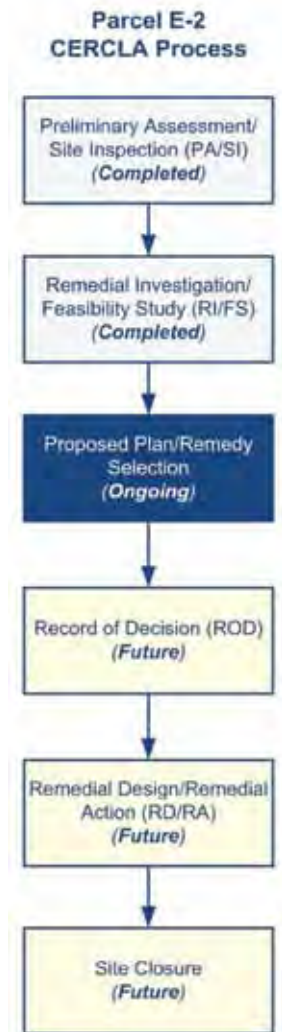 Parcel E-2
CERCLA Process
Preliminary Assessment/
Site Inspection (PA/SI)
(Completed)
Remedial Investigation/
Feasibility Study (RI/FS)
(Completed)
Proposed Plan/Remedy
Selection
(Ongoing)
Record of Decision (ROD)
(Future)
Remedial Design/Remedial
Action (RD/RA)
(Future)
Site Closure
(Future)